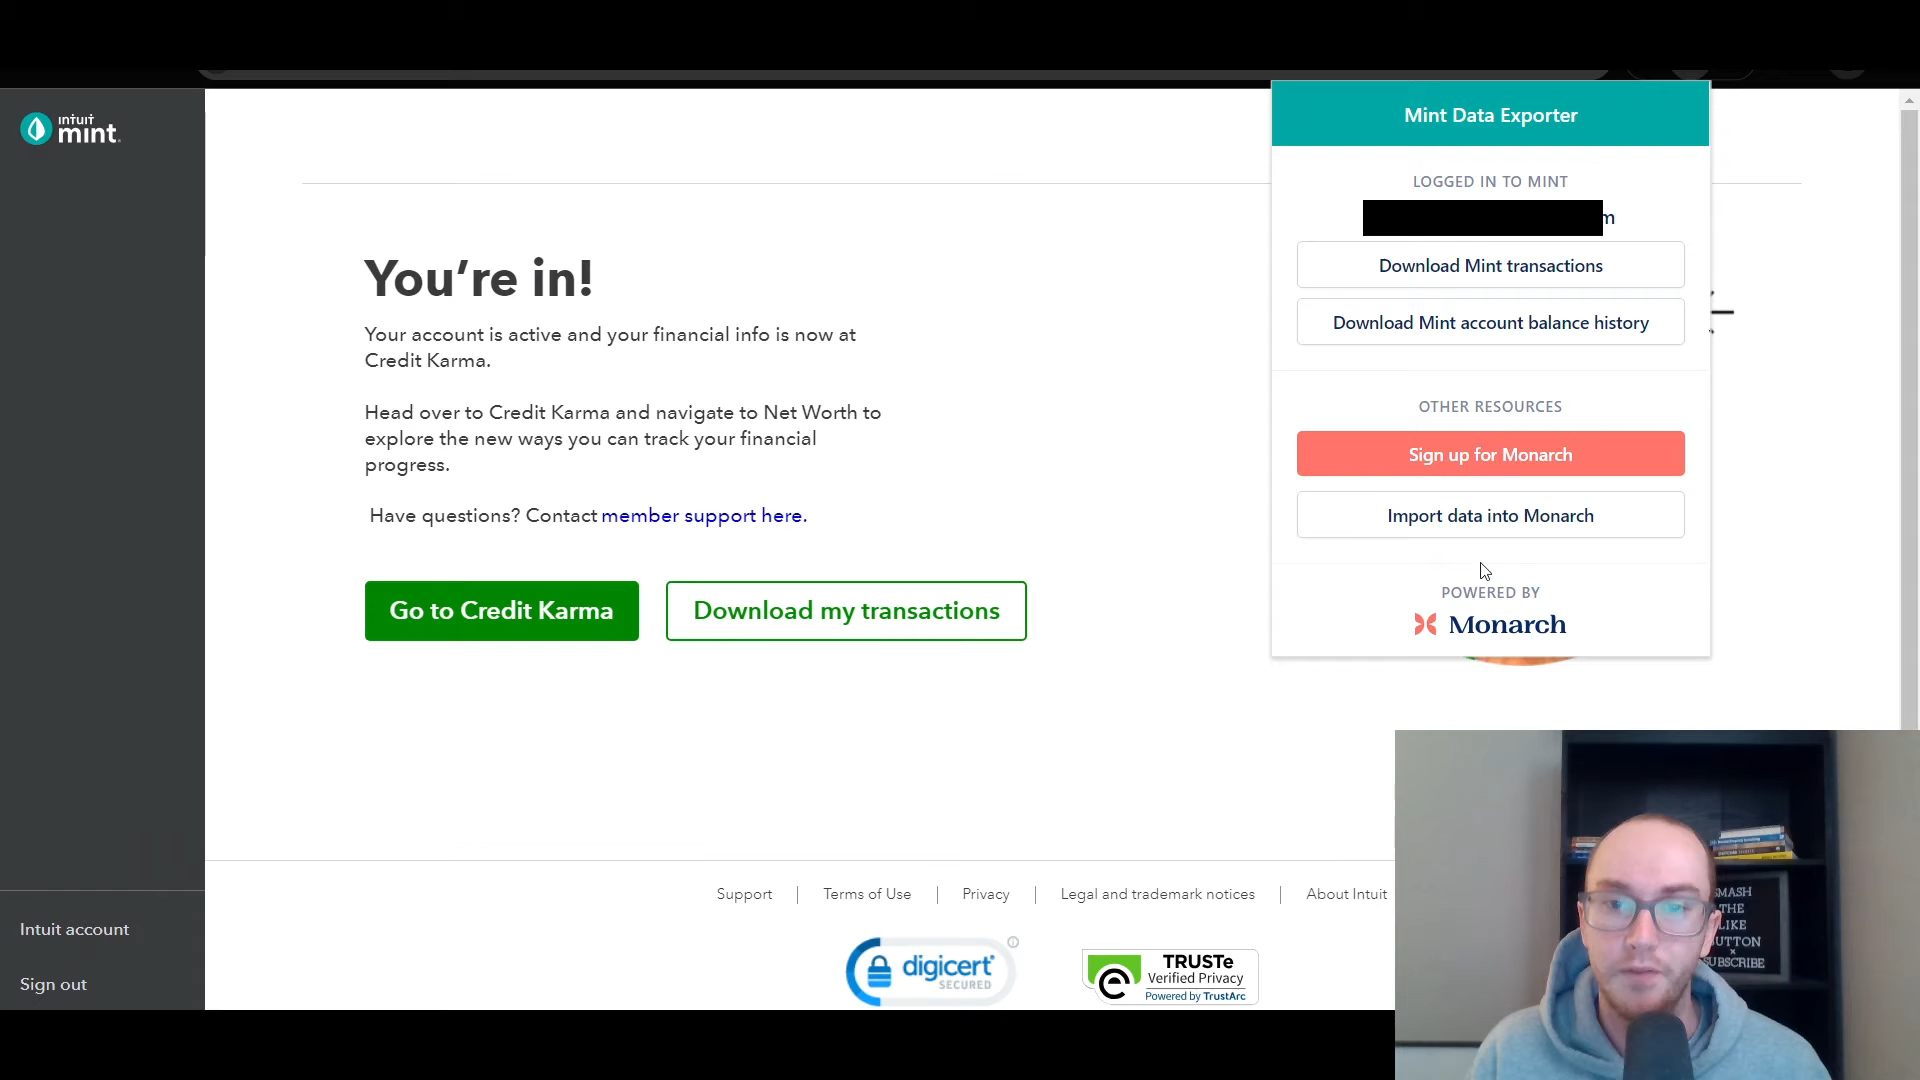 intuit
mint
You're in!
Your account is active and your financial info is now at
Credit Karma.
Head over to Credit Karma and navigate to Net Worth to
explore the new ways you can track your financial
progress.
Have questions? Contact member support here.
Go to Credit Karma
Download my transactions
Mint Data Exporter
LOGGED IN TO MINT
m
Download Mint transactions
Download Mint account balance history
OTHER RESOURCES
Sign up for Monarch
Import data into Monarch
POWERED BY
Monarch
Intuit account
Sign out
Support
Terms of Use
Privacy
Legal and trademark notices
About Intuit
digicert
SECURED
TRUSTe
Verified Privacy
Powered by TrustArc
SMASH
THE
LIKE
BUTTON
×
SUBSCRIBE